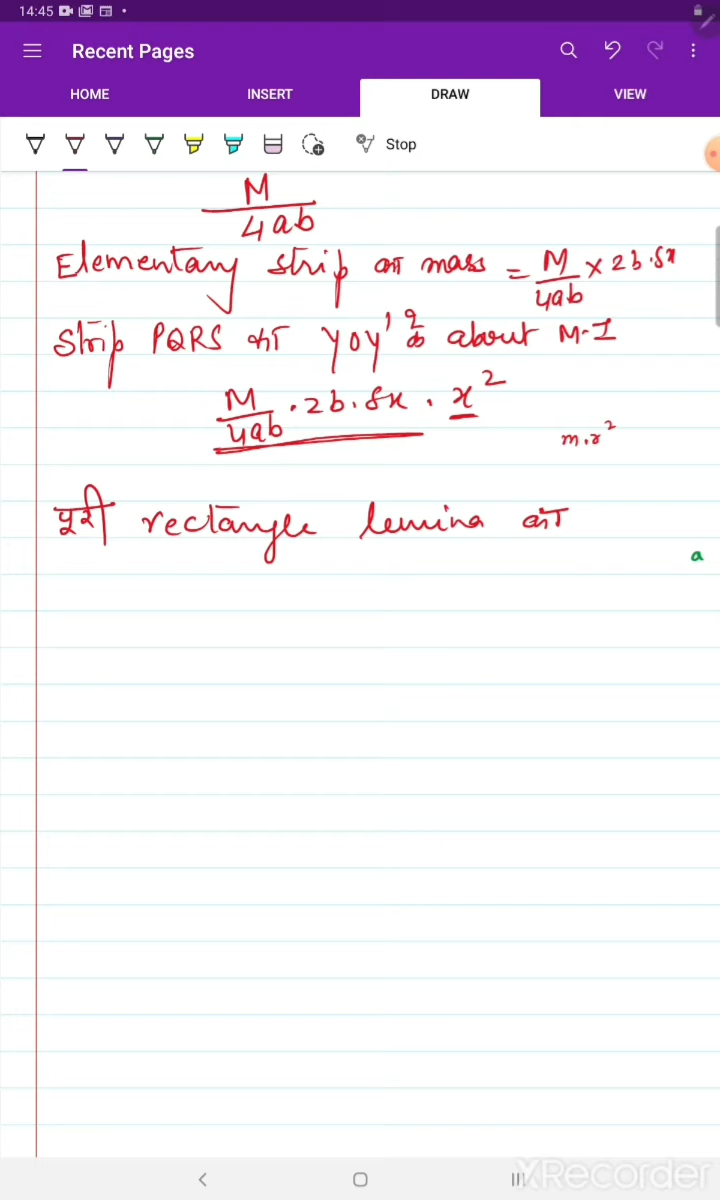 14:45
Recent Pages
HOME INSERT DRAW VIEW
Stop
M
4ab
Elementary strip का mass = M/4ab × 2b.δx
Strip PQRS का yoy' के about M.I
M/4ab . 2b. δx . x²
m.r²
पूरी rectangle lemina का
a
XRecorder